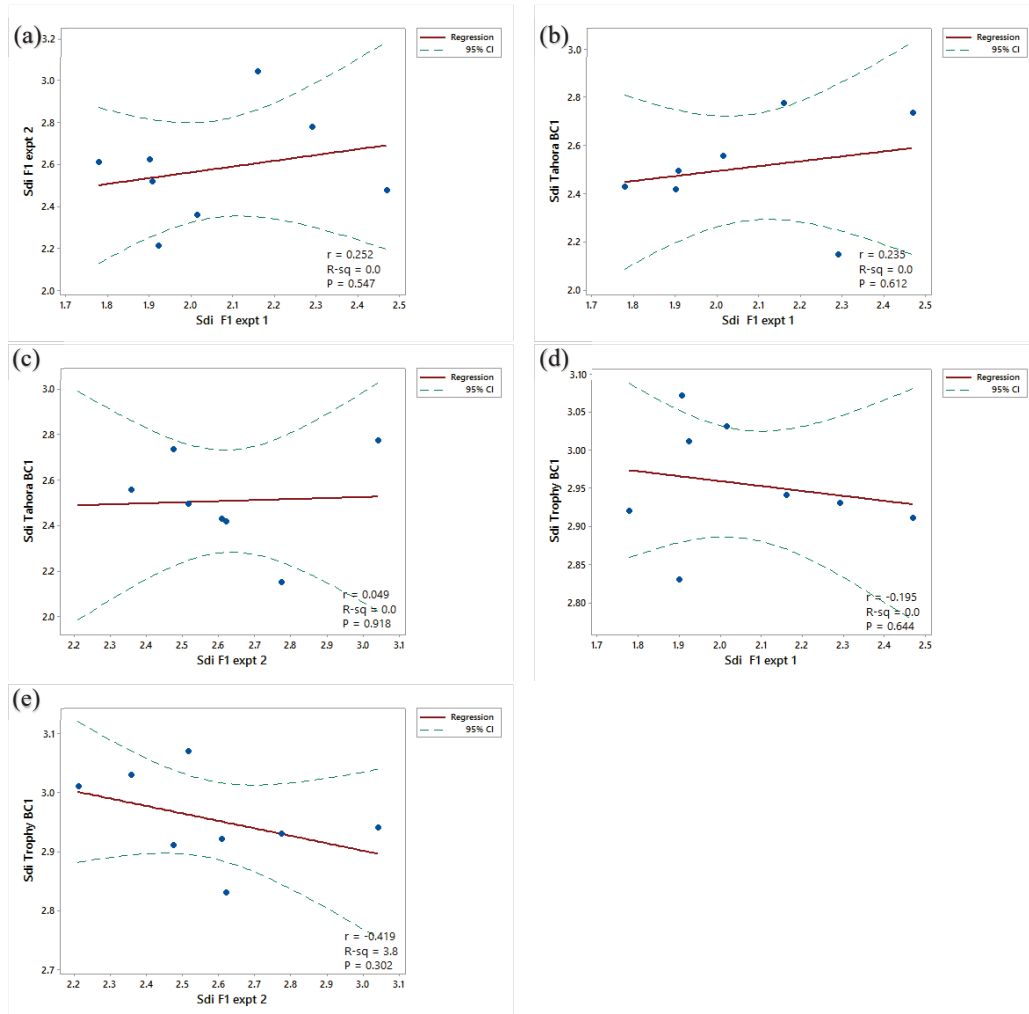 (a)
Regression
95% CI
3.2
3.0
2.8
2.6
2.4
2.2
2.0
Sdi F1 expt 2
r = 0.252
R-sq = 0.0
P = 0.547
1.7 1.8 1.9 2.0 2.1 2.2 2.3 2.4 2.5
Sdi F1 expt 1
(b)
Regression
95% CI
3.0
2.8
2.6
2.4
2.2
2.0
Sdi Tahora BC1
r = 0.235
R-sq = 0.0
P = 0.612
1.7 1.8 1.9 2.0 2.1 2.2 2.3 2.4 2.5
Sdi F1 expt 1
(c)
Regression
95% CI
3.0
2.8
2.6
2.4
2.2
2.0
Sdi Tahora BC1
r = 0.049
R-sq = 0.0
P = 0.918
2.2 2.3 2.4 2.5 2.6 2.7 2.8 2.9 3.0 3.1
Sdi F1 expt 2
(d)
Regression
95% CI
3.10
3.05
3.00
2.95
2.90
2.85
2.80
Sdi Trophy BC1
r = -0.195
R-sq = 0.0
P = 0.644
1.7 1.8 1.9 2.0 2.1 2.2 2.3 2.4 2.5
Sdi F1 expt 1
(e)
Regression
95% CI
3.1
3.0
2.9
2.8
2.7
Sdi Trophy BC1
r = -0.419
R-sq = 3.8
P = 0.302
2.2 2.3 2.4 2.5 2.6 2.7 2.8 2.9 3.0 3.1
Sdi F1 expt 2